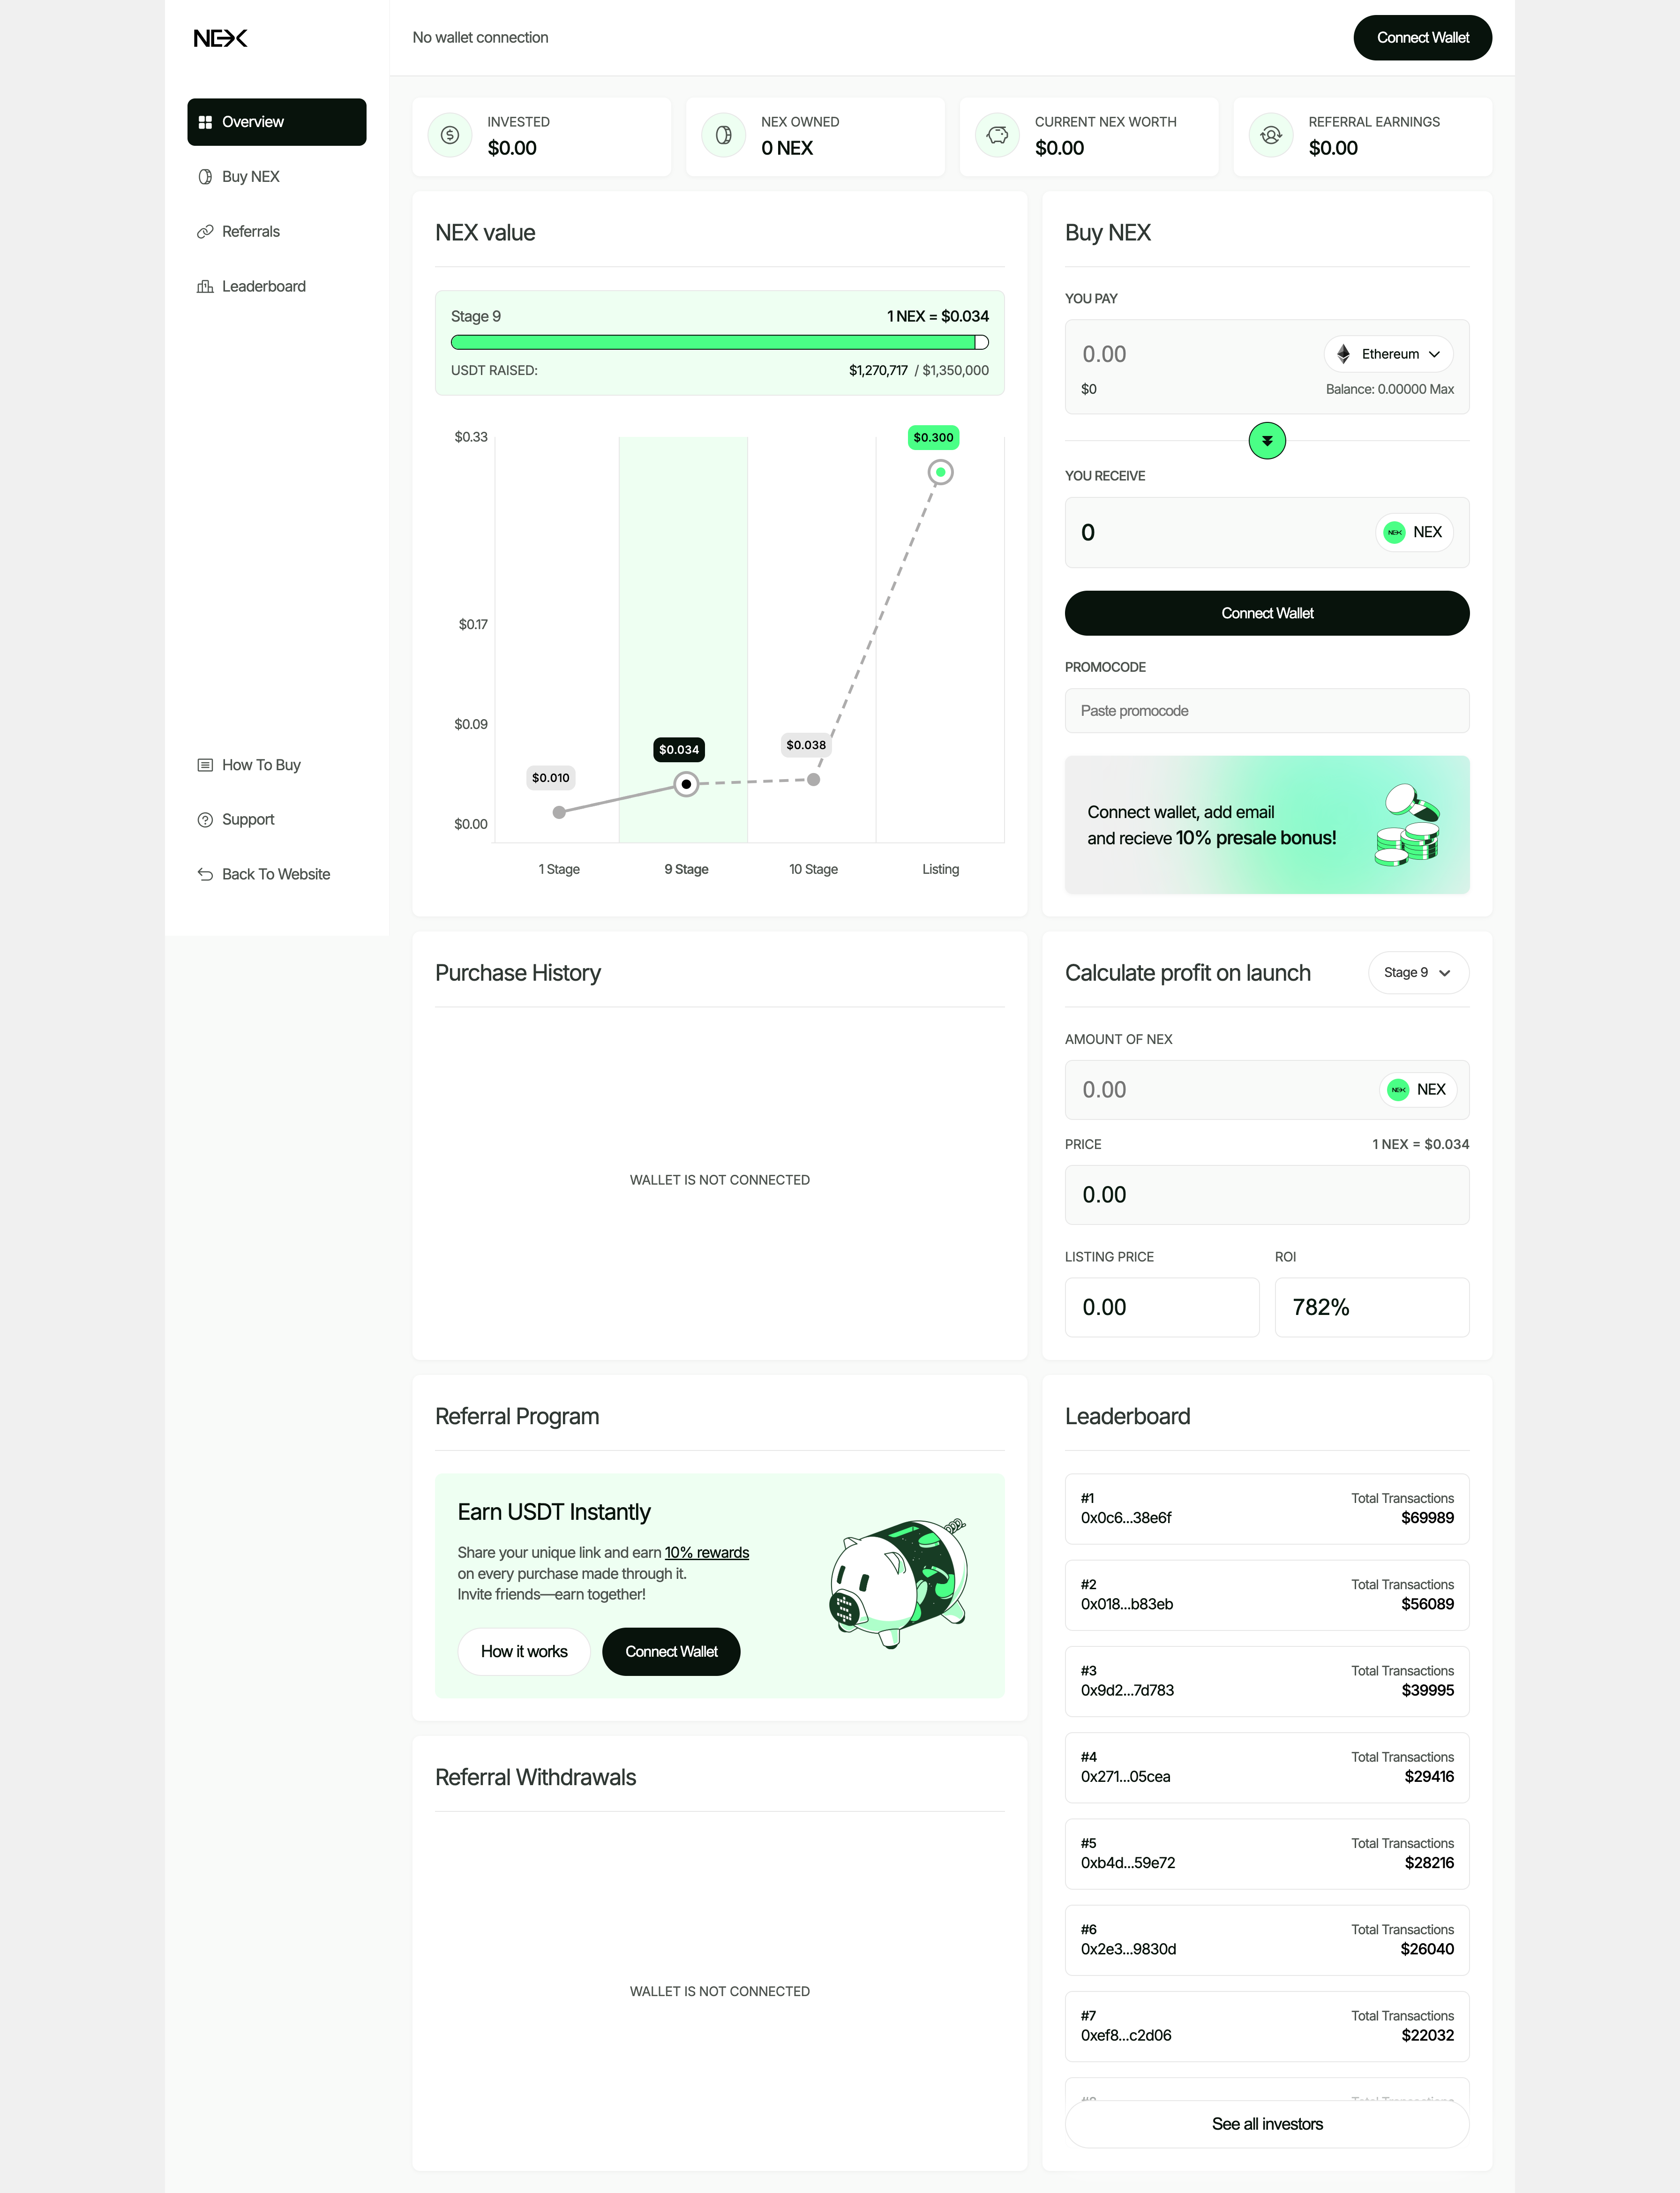 NEX
No wallet connection
Connect Wallet
Overview
Buy NEX
Referrals
Leaderboard
How To Buy
Support
Back To Website
INVESTED
$0.00
NEX OWNED
0 NEX
CURRENT NEX WORTH
$0.00
REFERRAL EARNINGS
$0.00
NEX value
Stage 9
1 NEX = $0.034
USDT RAISED:
$1,270,717 / $1,350,000
$0.33
$0.17
$0.09
$0.00
$0.010
$0.034
$0.038
$0.300
1 Stage
9 Stage
10 Stage
Listing
Buy NEX
YOU PAY
0.00
Ethereum
$0
Balance: 0.00000 Max
YOU RECEIVE
0
NEX
NEX
Connect Wallet
PROMOCODE
Paste promocode
Connect wallet, add email
and recieve 10% presale bonus!
Purchase History
WALLET IS NOT CONNECTED
Calculate profit on launch
Stage 9
AMOUNT OF NEX
0.00
NEX
NEX
PRICE
1 NEX = $0.034
0.00
LISTING PRICE
0.00
ROI
782%
Referral Program
Earn USDT Instantly
Share your unique link and earn 10% rewards
on every purchase made through it.
Invite friends—earn together!
How it works
Connect Wallet
Referral Withdrawals
WALLET IS NOT CONNECTED
Leaderboard
#1
Total Transactions
0x0c6...38e6f
$69989
#2
Total Transactions
0x018...b83eb
$56089
#3
Total Transactions
0x9d2...7d783
$39995
#4
Total Transactions
0x271...05cea
$29416
#5
Total Transactions
0xb4d...59e72
$28216
#6
Total Transactions
0x2e3...9830d
$26040
#7
Total Transactions
0xef8...c2d06
$22032
See all investors